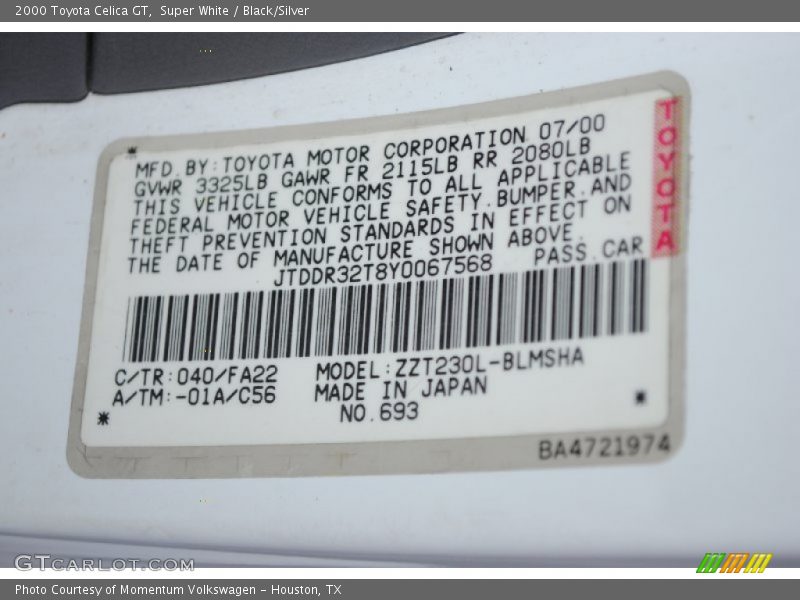 2000 Toyota Celica GT,  Super White / Black/Silver
MFD.BY:TOYOTA MOTOR CORPORATION 07/00
GVWR 3325LB GAWR FR 2115LB RR 2080LB
THIS VEHICLE CONFORMS TO ALL APPLICABLE
FEDERAL MOTOR VEHICLE SAFETY.BUMPER.AND
THEFT PREVENTION STANDARDS IN EFFECT ON
THE DATE OF MANUFACTURE SHOWN ABOVE.
JTDDR32T8Y0067568 PASS.CAR
TOYOTA
C/TR:040/FA22 MODEL:ZZT230L-BLMSHA
A/TM:-01A/C56 MADE IN JAPAN
NO.693
BA4721974
GTCARLOT.COM
Photo Courtesy of Momentum Volkswagen - Houston, TX